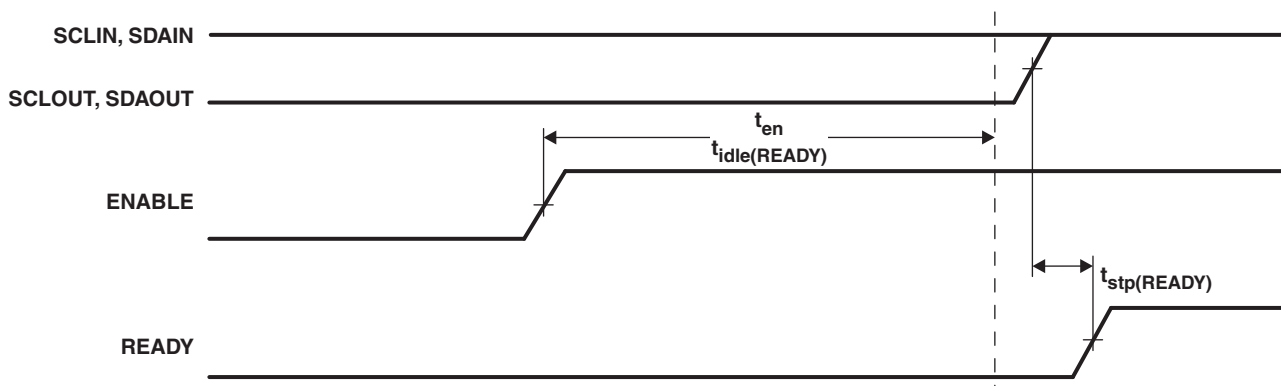 SCLIN, SDAIN
SCLOUT, SDAOUT
ten
tidle(READY)
ENABLE
tstp(READY)
READY